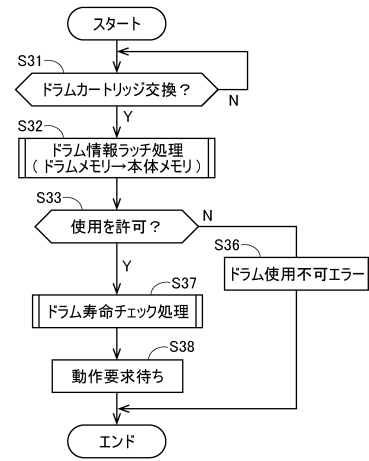 スタート
S31
ドラムカートリッジ交換？
N
Y
S32
ドラム情報ラッチ処理
（ドラムメモリ→本体メモリ）
S33
使用を許可？
N
Y
S36
ドラム使用不可エラー
S37
ドラム寿命チェック処理
S38
動作要求待ち
エンド